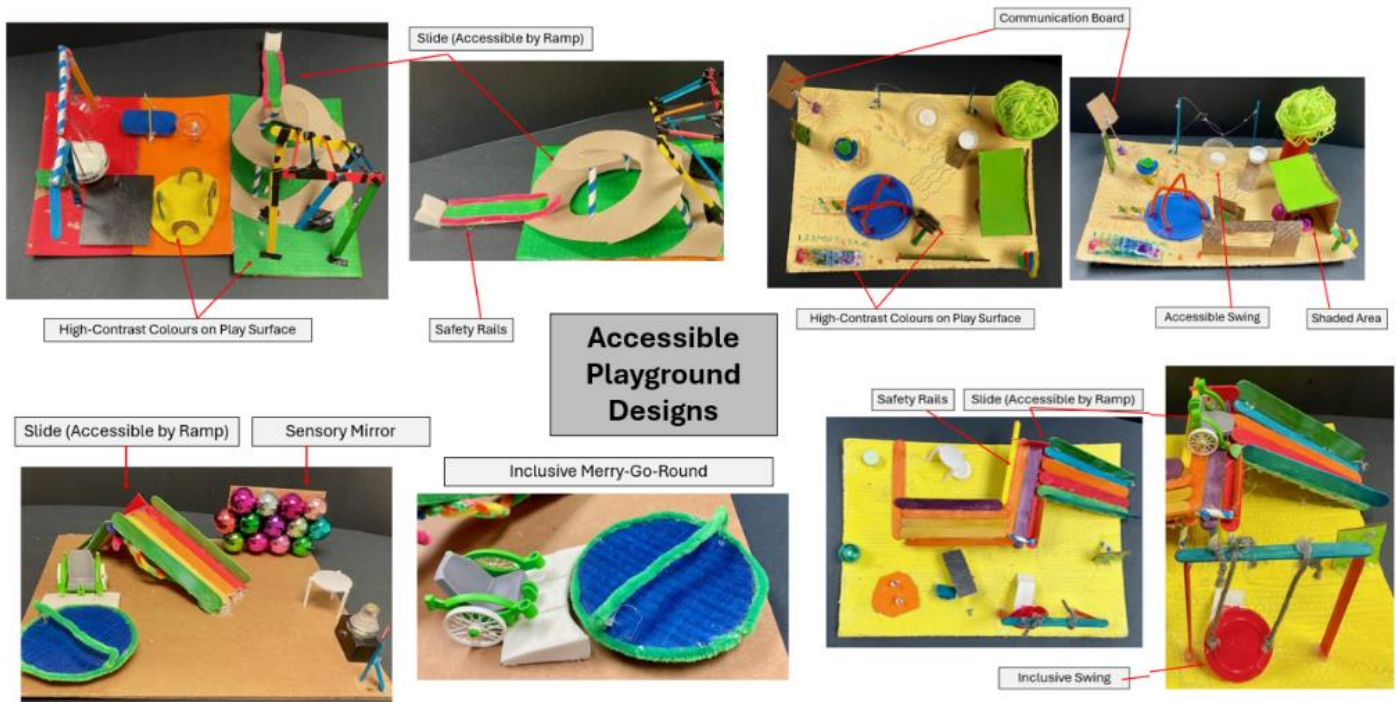 Communication Board
Slide (Accessible by Ramp)
High-Contrast Colours on Play Surface
Safety Rails
High-Contrast Colours on Play Surface
Accessible Swing
Shaded Area
Accessible
Playground
Designs
Safety Rails
Slide (Accessible by Ramp)
Slide (Accessible by Ramp)
Sensory Mirror
Inclusive Merry-Go-Round
Inclusive Swing